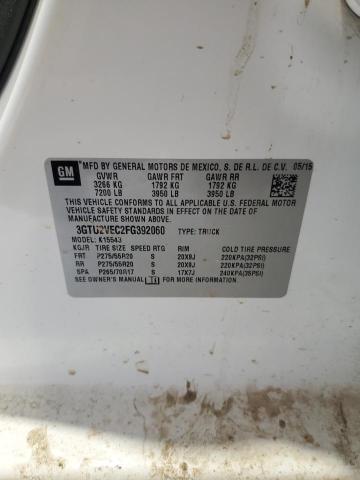 GM
MFD BY GENERAL MOTORS DE MEXICO, S. DE R.L. DE C.V. 05/15
GVWR GAWR FRT GAWR RR
3266 KG 1792 KG 1792 KG
7200 LB 3950 LB 3950 LB
THIS VEHICLE CONFORMS TO ALL APPLICABLE U.S. FEDERAL MOTOR
VEHICLE SAFETY STANDARDS IN EFFECT ON THE DATE OF
MANUFACTURE SHOWN ABOVE.
3GTU2VEC2FG392060 TYPE: TRUCK
MODEL: K15543
TIRE SIZE SPEED RTG RIM COLD TIRE PRESSURE
FRT P275/55R20 S 20X9J 220KPA(32PSI)
RR P275/55R20 S 20X9J 220KPA(32PSI)
SPA P265/70R17 S 17X7J 240KPA(35PSI)
SEE OWNER'S MANUAL FOR ADDITIONAL INFORMATION.